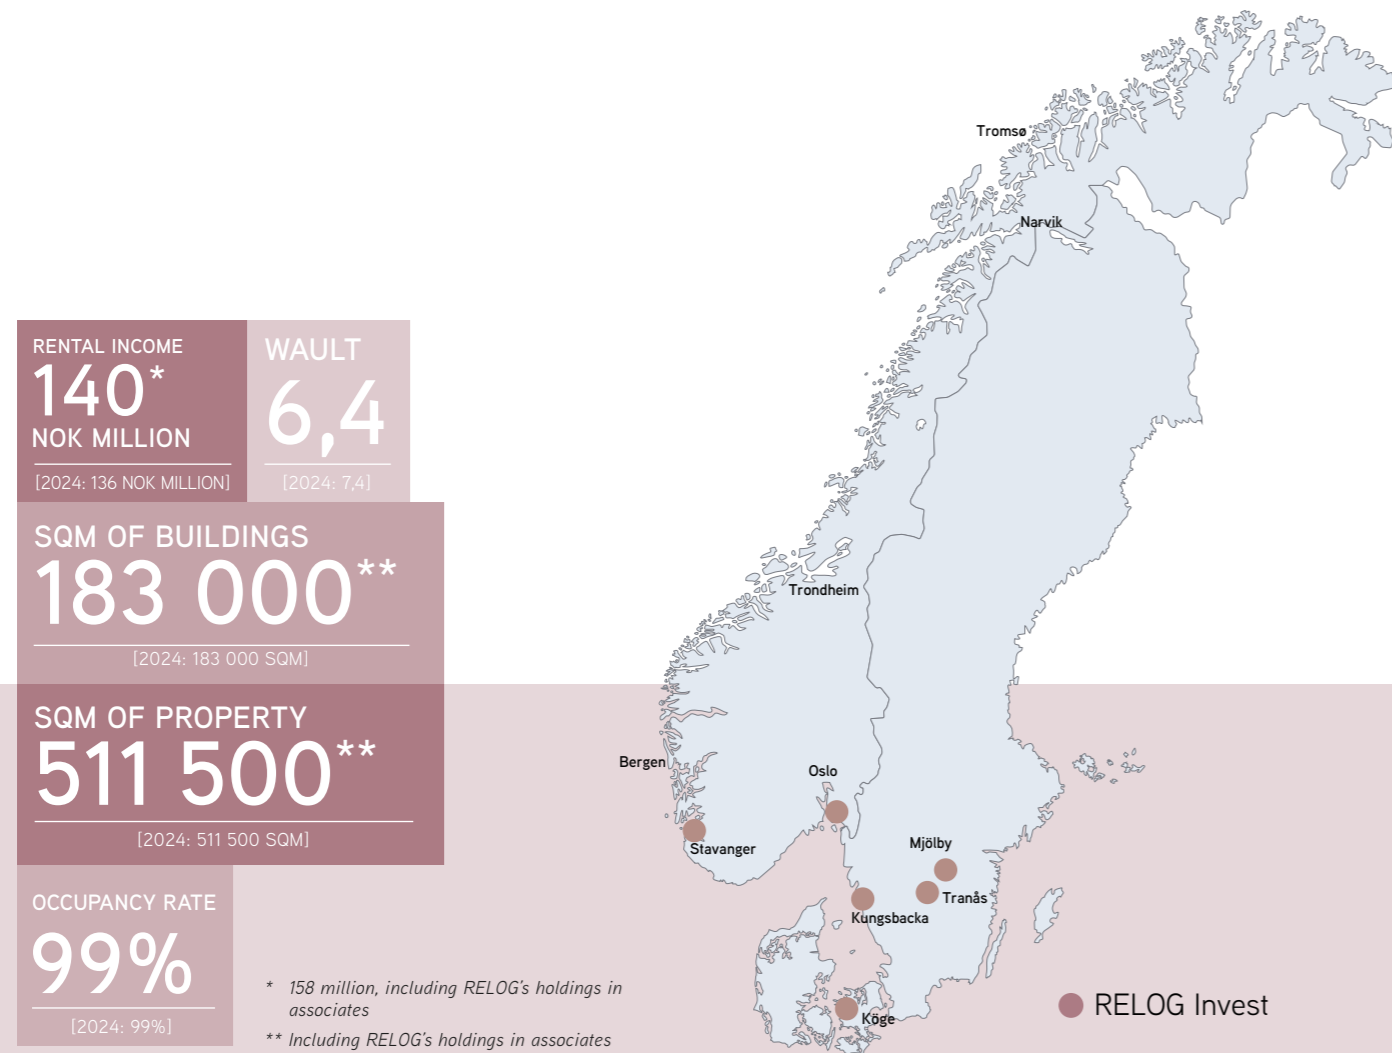 RENTAL INCOME
140*
NOK MILLION
[2024: 136 NOK MILLION]
WAULT
6,4
[2024: 7,4]
SQM OF BUILDINGS
183 000**
[2024: 183 000 SQM]
SQM OF PROPERTY
511 500**
[2024: 511 500 SQM]
OCCUPANCY RATE
99%
[2024: 99%]
* 158 million, including RELOG's holdings in
associates
** Including RELOG's holdings in associates
Tromsø
Narvik
Trondheim
Bergen
Oslo
Stavanger
Mjölby
Tranås
Kungsbacka
Köge
RELOG Invest